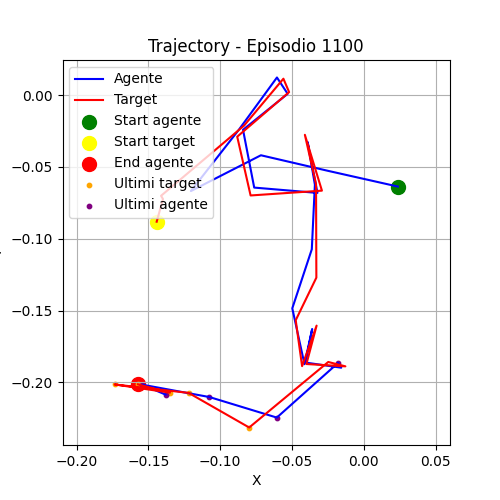 Trajectory - Episodio 1100
Agente
Target
Start agente
Start target
End agente
Ultimi target
Ultimi agente
0.00
−0.05
−0.10
−0.15
−0.20
−0.20
−0.15
−0.10
−0.05
0.00
0.05
X